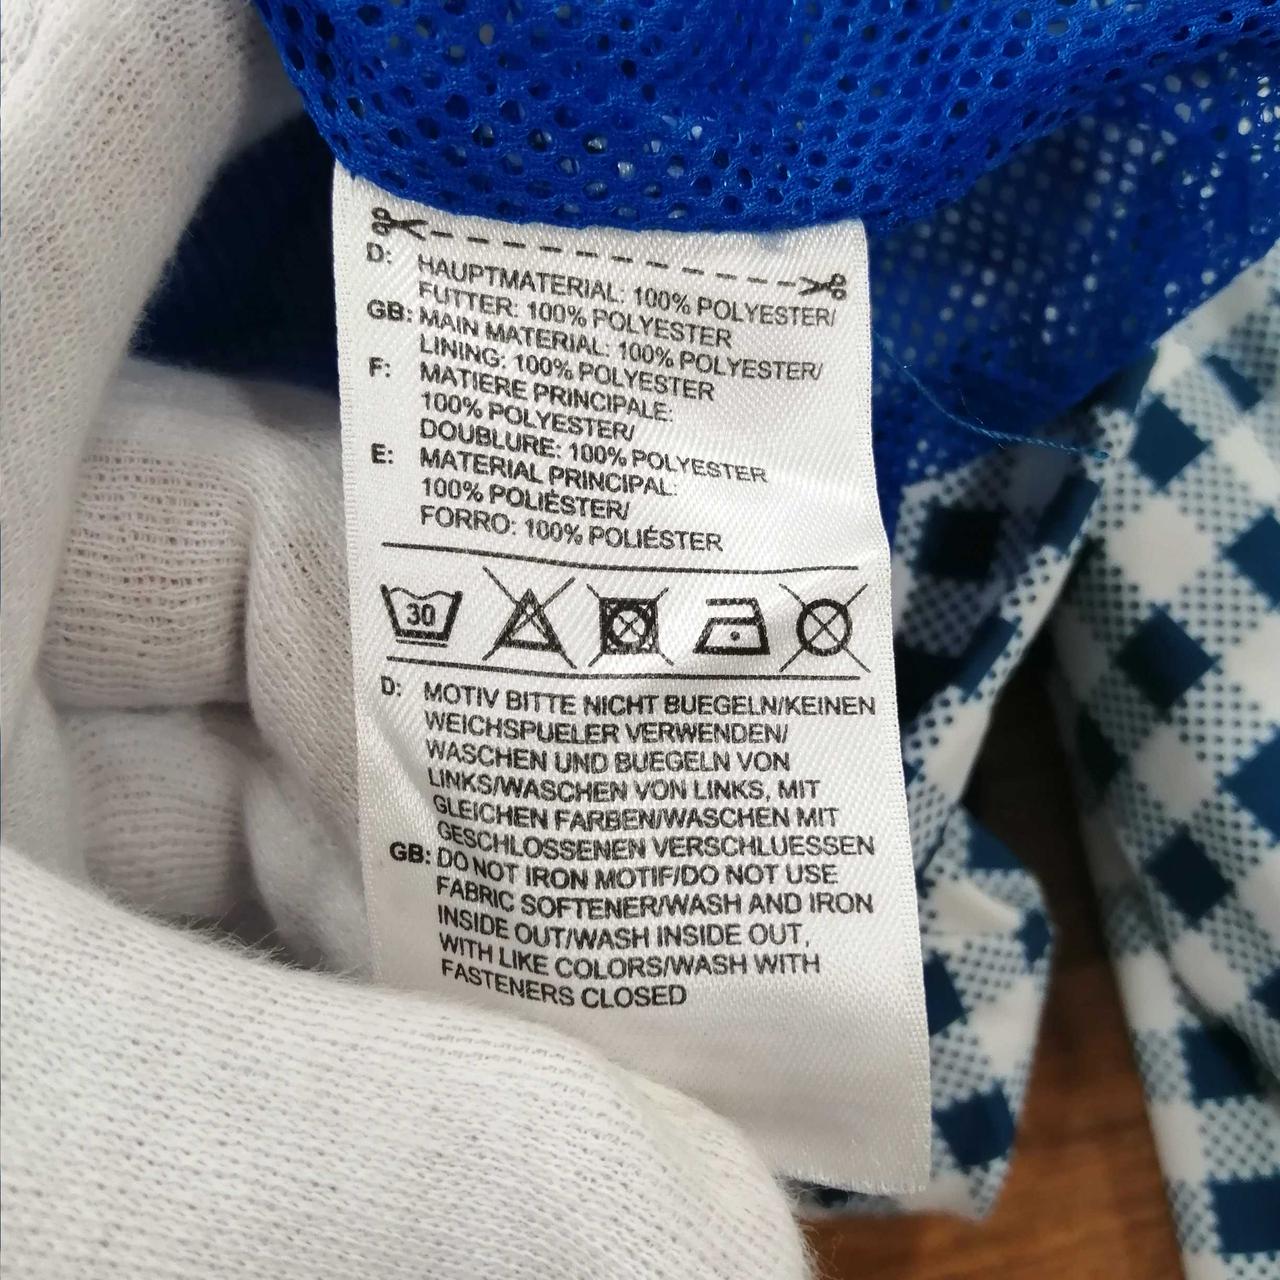 D: HAUPTMATERIAL: 100% POLYESTER/
FUTTER: 100% POLYESTER
GB: MAIN MATERIAL: 100% POLYESTER/
LINING: 100% POLYESTER
F: MATIERE PRINCIPALE:
100% POLYESTER/
DOUBLURE: 100% POLYESTER
E: MATERIAL PRINCIPAL:
100% POLIÉSTER/
FORRO: 100% POLIÉSTER
30
D: MOTIV BITTE NICHT BUEGELN/KEINEN
WEICHSPUELER VERWENDEN/
WASCHEN UND BUEGELN VON
LINKS/WASCHEN VON LINKS, MIT
GLEICHEN FARBEN/WASCHEN MIT
GESCHLOSSENEN VERSCHLUESSEN
GB: DO NOT IRON MOTIF/DO NOT USE
FABRIC SOFTENER/WASH AND IRON
INSIDE OUT/WASH INSIDE OUT,
WITH LIKE COLORS/WASH WITH
FASTENERS CLOSED